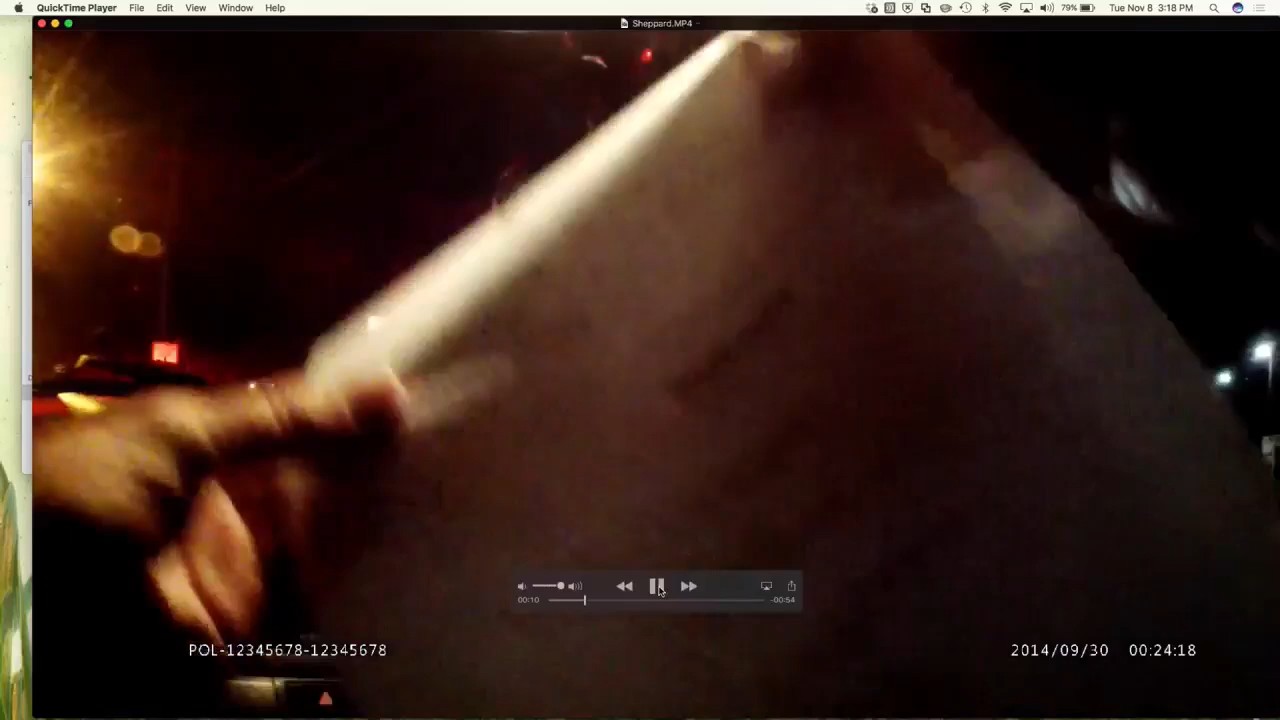 QuickTime Player File Edit View Window Help 79% Tue Nov 8 3:18 PM
Sheppard.MP4
00:10 -00:54
POL-12345678-12345678 2014/09/30 00:24:18